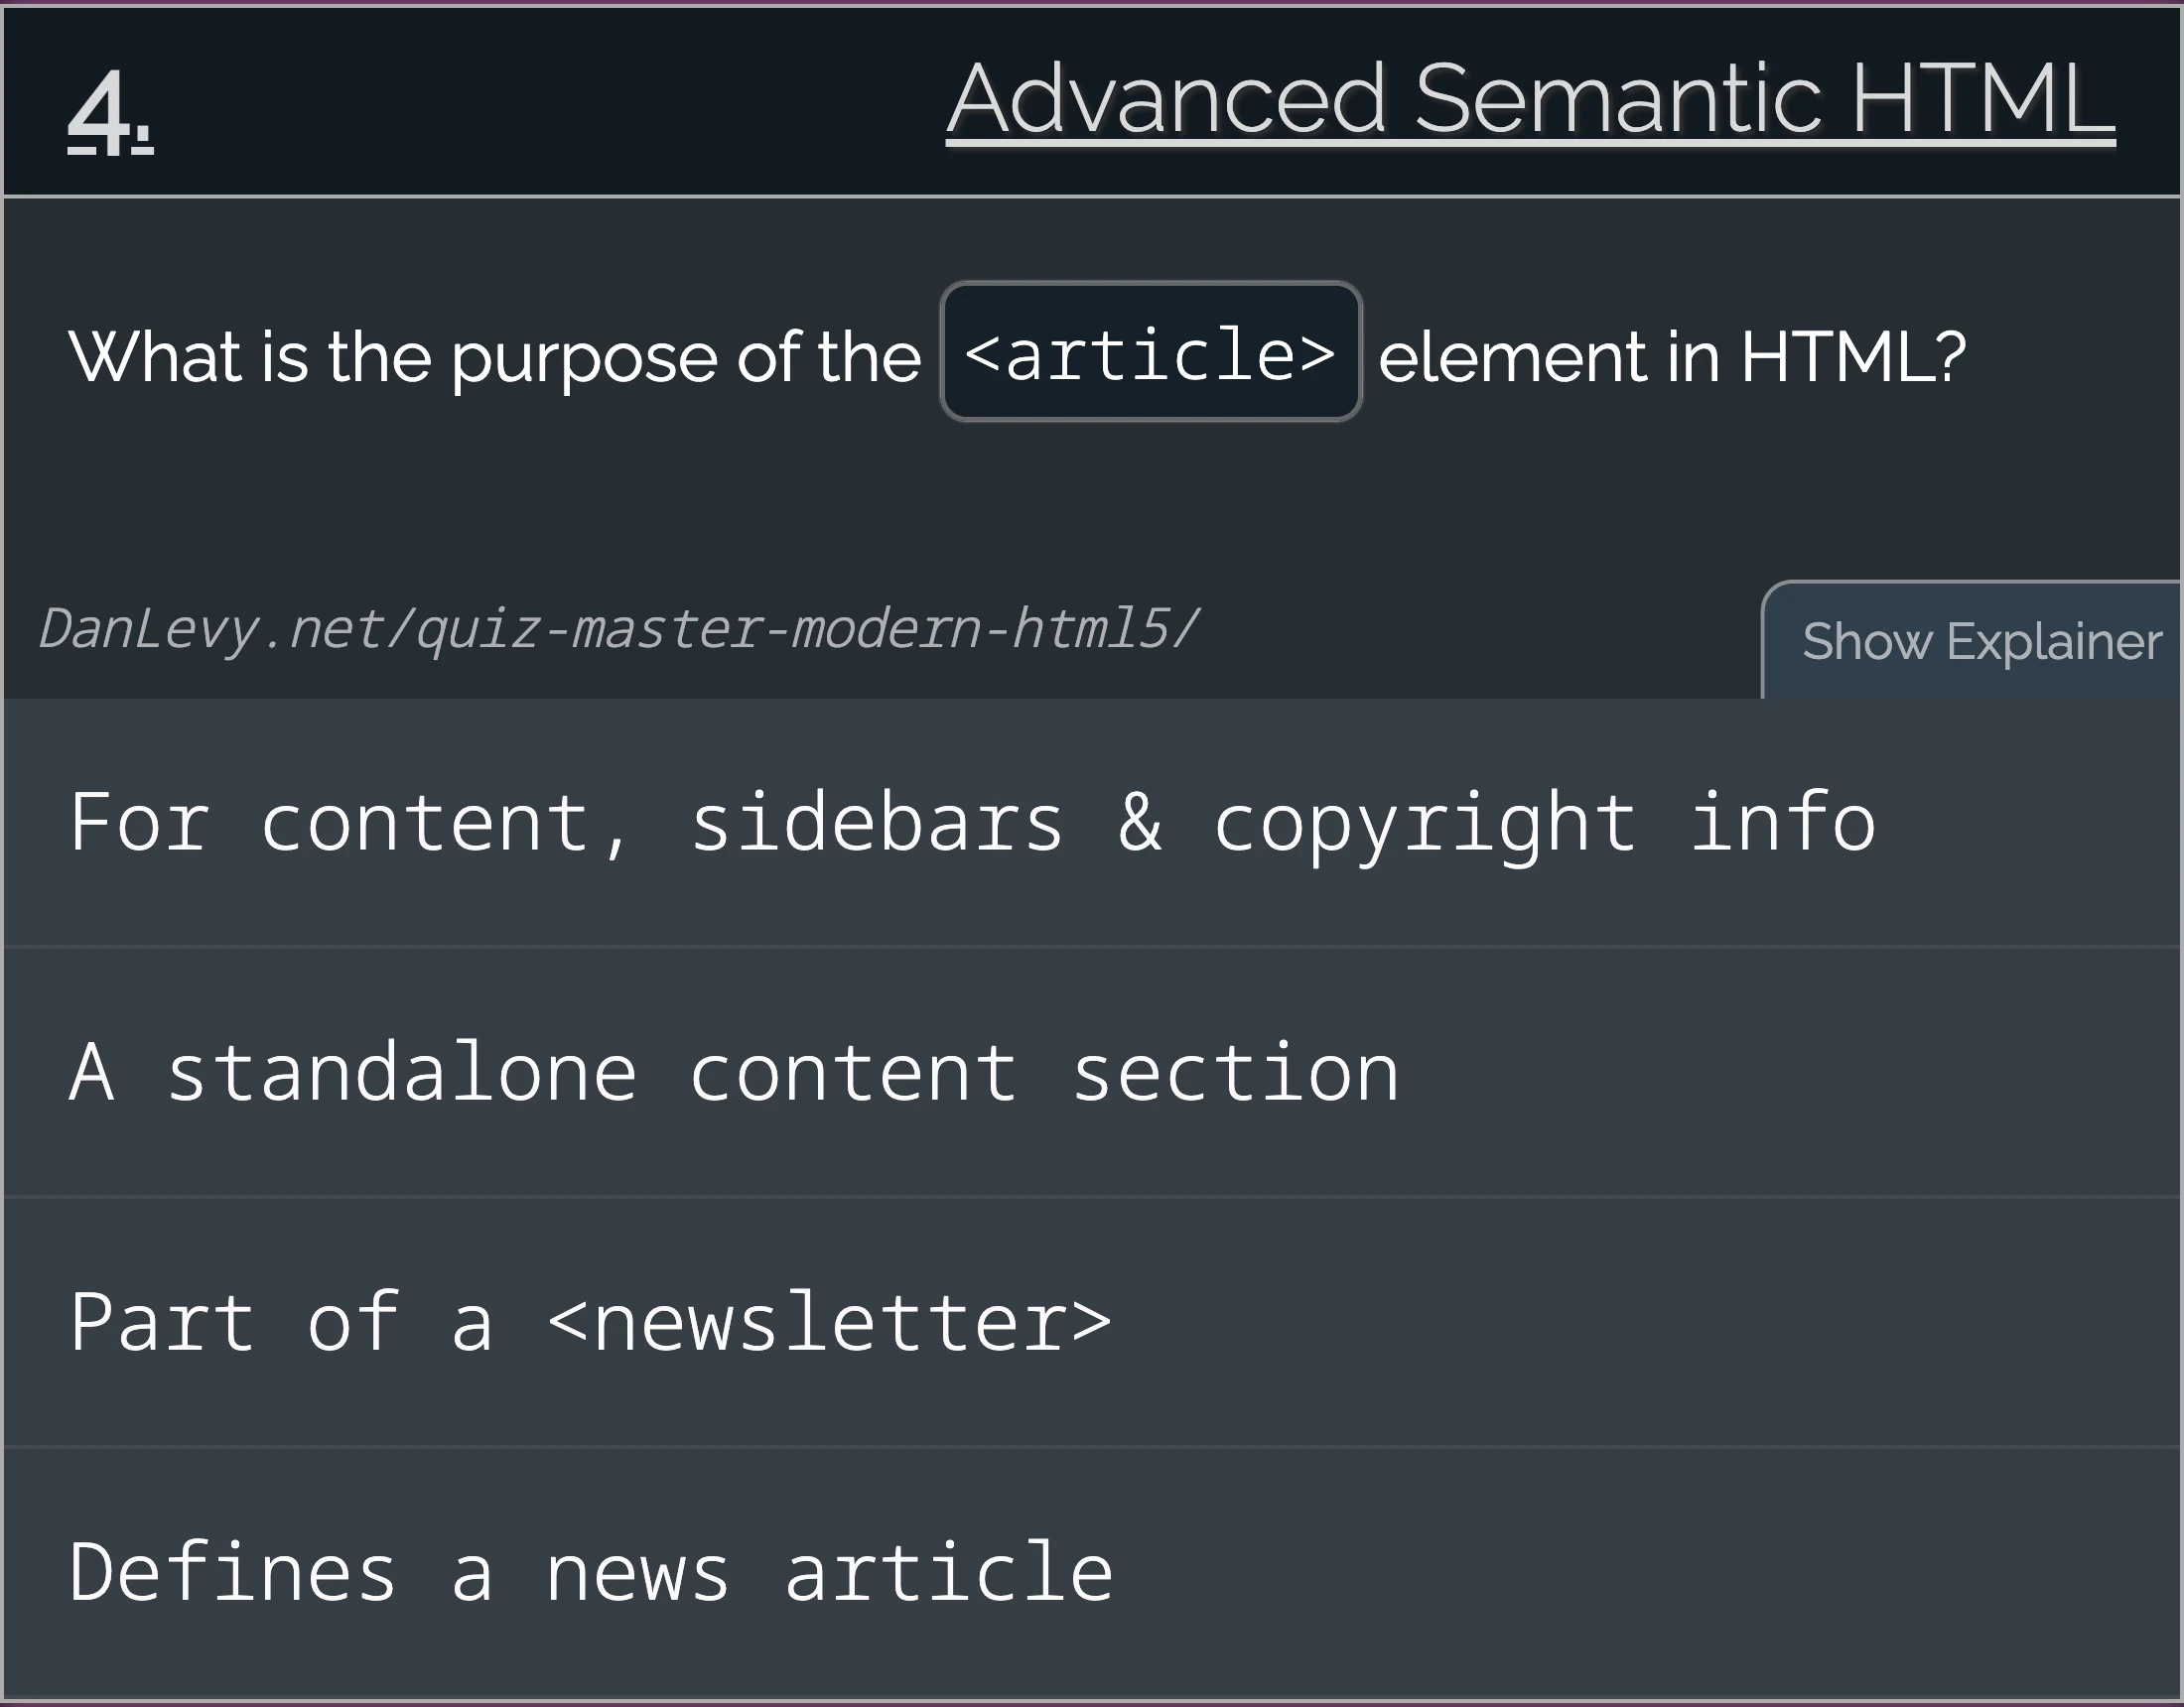 4.
Advanced Semantic HTML
What is the purpose of the <article> element in HTML?
DanLevy.net/quiz-master-modern-html5/
Show Explainer
For content, sidebars & copyright info
A standalone content section
Part of a <newsletter>
Defines a news article